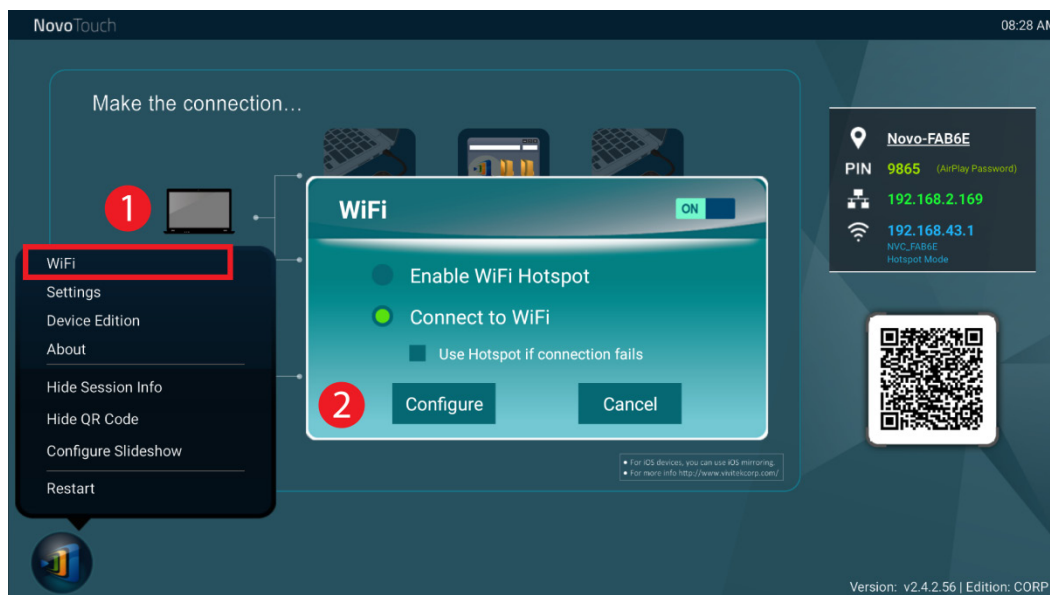 NovoTouch
08:28 AM
Make the connection...
Novo-FAB6E
PIN 9865 (AirPlay Password)
192.168.2.169
192.168.43.1
NVC_FAB6E
Hotspot Mode
1
WiFi
Settings
Device Edition
About
Hide Session Info
Hide QR Code
Configure Slideshow
Restart
WiFi ON
Enable WiFi Hotspot
Connect to WiFi
Use Hotspot if connection fails
2
Configure Cancel
• For iOS devices, you can use iOS mirroring.
• For more info http://www.vivitekcorp.com/
Version: v2.4.2.56 | Edition: CORP